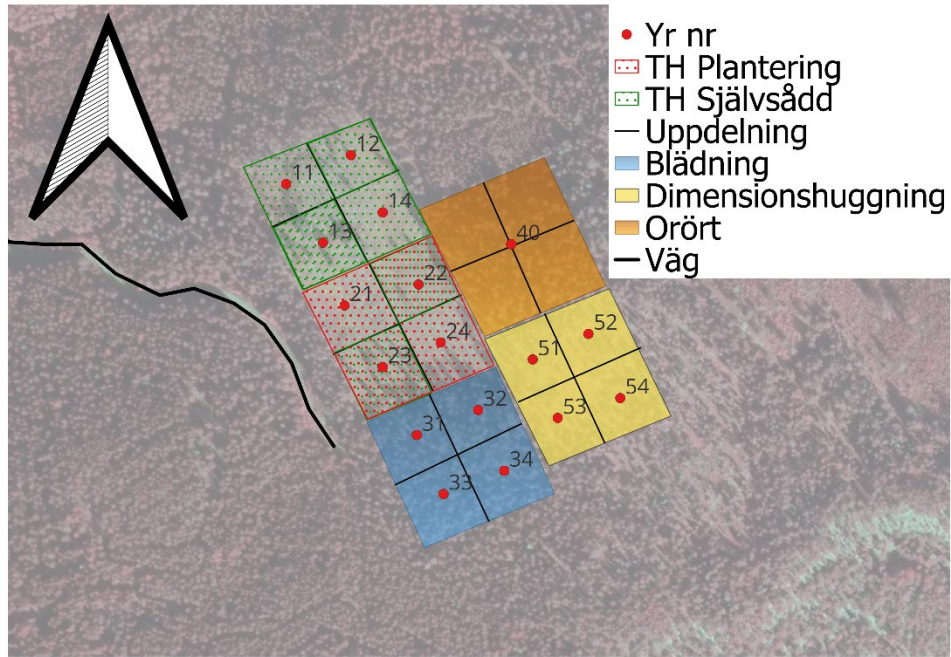 Yr nr
TH Plantering
TH Självsådd
Uppdelning
Blädning
Dimensionshuggning
Orört
Väg
12
11
14
13
40
22
21
24
23
52
51
54
53
32
31
34
33